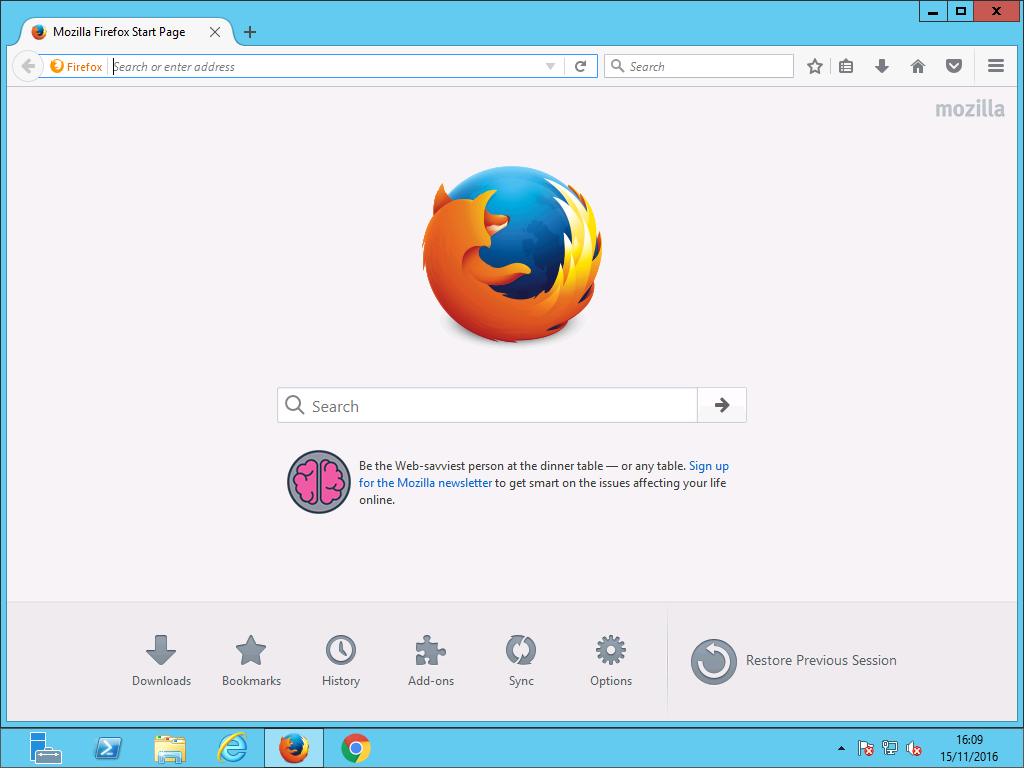 Mozilla Firefox Start Page
Firefox
Search or enter address
Search
mozilla
Search
Be the Web-savviest person at the dinner table — or any table. Sign up
for the Mozilla newsletter to get smart on the issues affecting your life
online.
Downloads
Bookmarks
History
Add-ons
Sync
Options
Restore Previous Session
16:09
15/11/2016